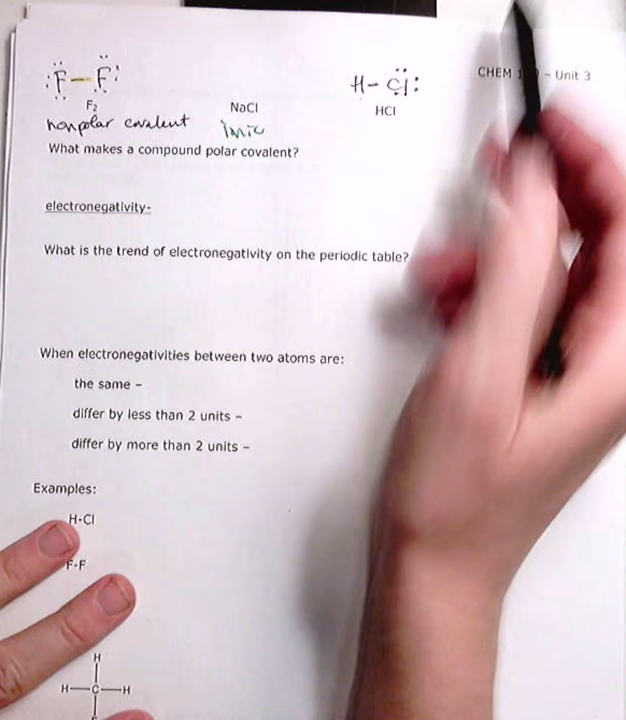 :F-F: H-Cl: CHEM 1 - Unit 3
F2 NaCl HCl
nonpolar covalent ionic
What makes a compound polar covalent?
electronegativity-
What is the trend of electronegativity on the periodic table?
When electronegativities between two atoms are:
the same –
differ by less than 2 units –
differ by more than 2 units –
Examples:
H-Cl
F-F
H
H—C—H